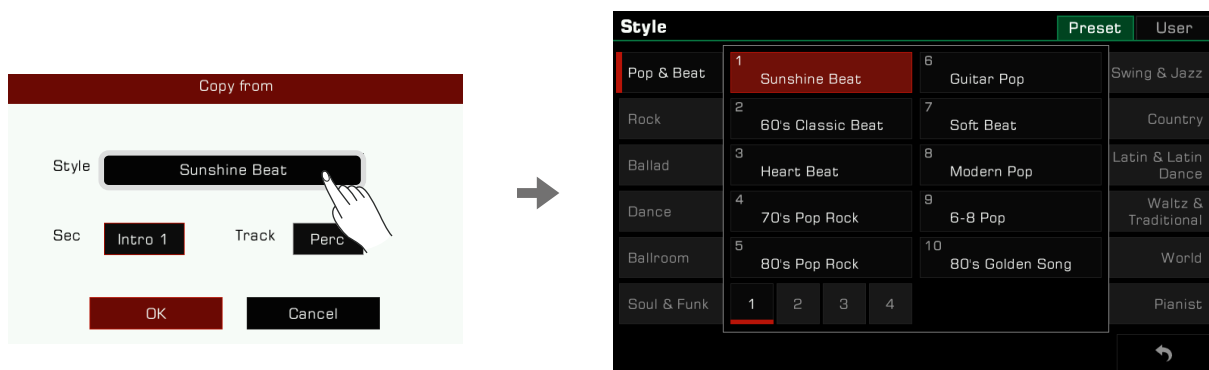 Copy from
Style
Sunshine Beat
Sec
Intro 1
Track
Perc
OK
Cancel
Style
Preset
User
Pop & Beat
Rock
Ballad
Dance
Ballroom
Soul & Funk
1
Sunshine Beat
2
60's Classic Beat
3
Heart Beat
4
70's Pop Rock
5
80's Pop Rock
6
Guitar Pop
7
Soft Beat
8
Modern Pop
9
6-8 Pop
10
80's Golden Song
1
2
3
4
Swing & Jazz
Country
Latin & Latin
Dance
Waltz &
Traditional
World
Pianist